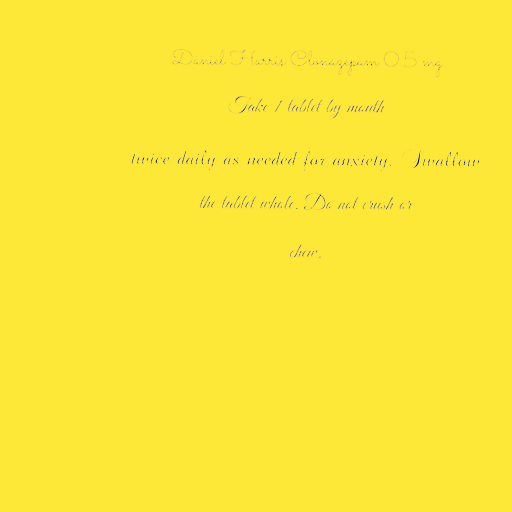 Daniel Harris Clonazepam 0.5 mg
Take 1 tablet by mouth
twice daily as needed for anxiety. Swallow
the tablet whole. Do not crush or
chew.